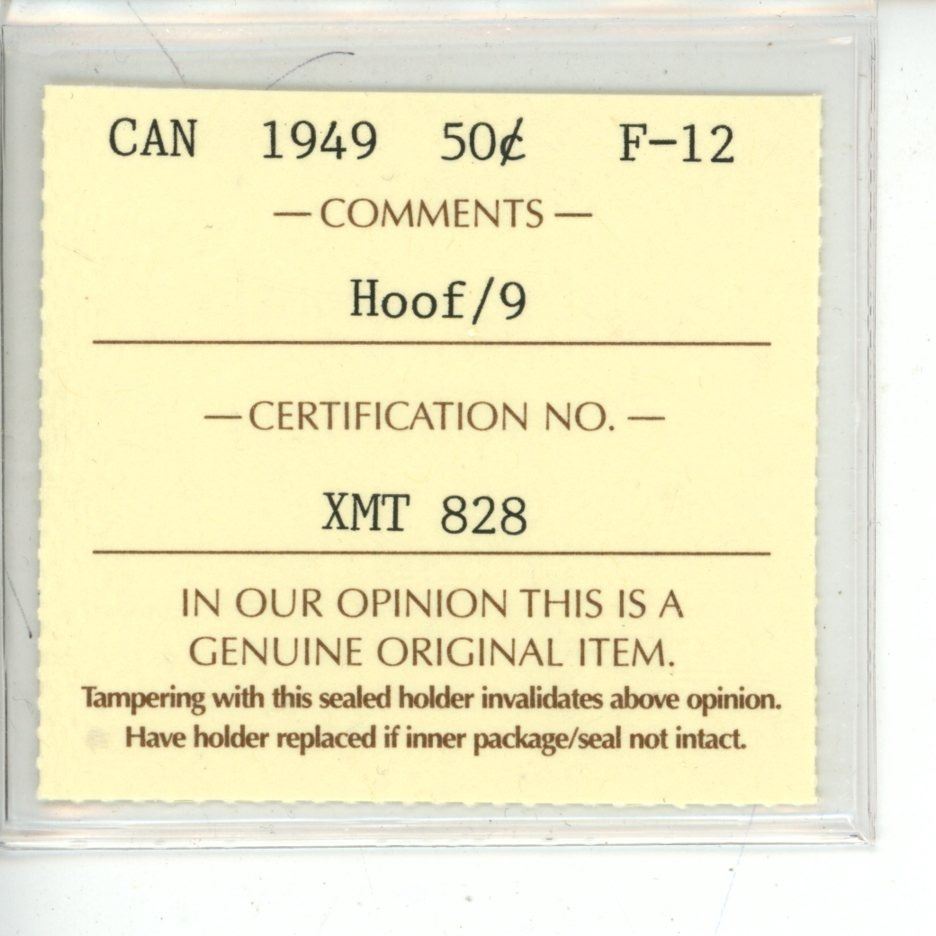 CAN 1949 50¢ F-12
— COMMENTS —
Hoof/9
— CERTIFICATION NO. —
XMT 828
IN OUR OPINION THIS IS A
GENUINE ORIGINAL ITEM.
Tampering with this sealed holder invalidates above opinion.
Have holder replaced if inner package/seal not intact.